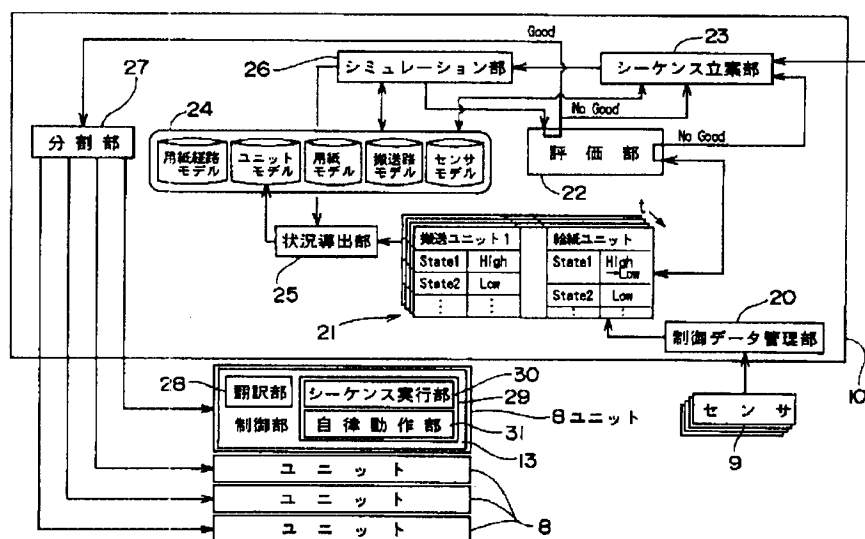 Good
23
26
シミュレーション部
シーケンス立案部
27
24
No Good
No Good
分割部
用紙経路
モデル
ユニット
モデル
用紙
モデル
搬送路
モデル
センサ
モデル
評価部
22
t
状況導出部
25
搬送ユニット1
State1 High
State2 Low
給紙ユニット
State1 High
→Low
State2 Low
21
20
制御データ管理部
10
28
翻訳部
シーケンス実行部
30
29
制御部
自律動作部
31
8ユニット
13
センサ
9
ユニット
ユニット
ユニット
8